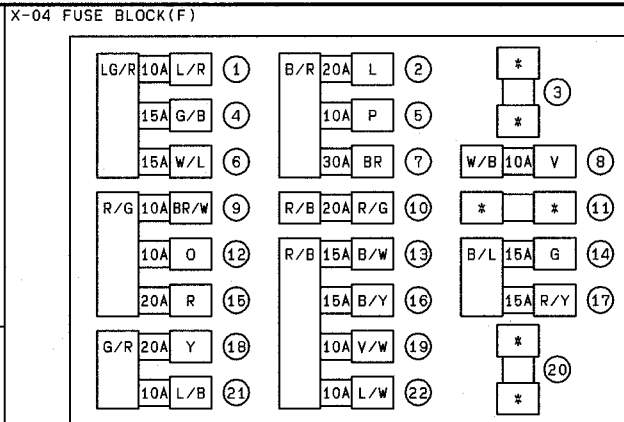 X-04 FUSE BLOCK(F)
LG/R 10A L/R 1 B/R 20A L 2 * 3
15A G/B 4 10A P 5 *
15A W/L 6 30A BR 7 W/B 10A V 8
R/G 10A BR/W 9 R/B 20A R/G 10 * * 11
10A O 12 R/B 15A B/W 13 B/L 15A G 14
20A R 15 15A B/Y 16 15A R/Y 17
G/R 20A Y 18 10A V/W 19 * 20
10A L/B 21 10A L/W 22 *